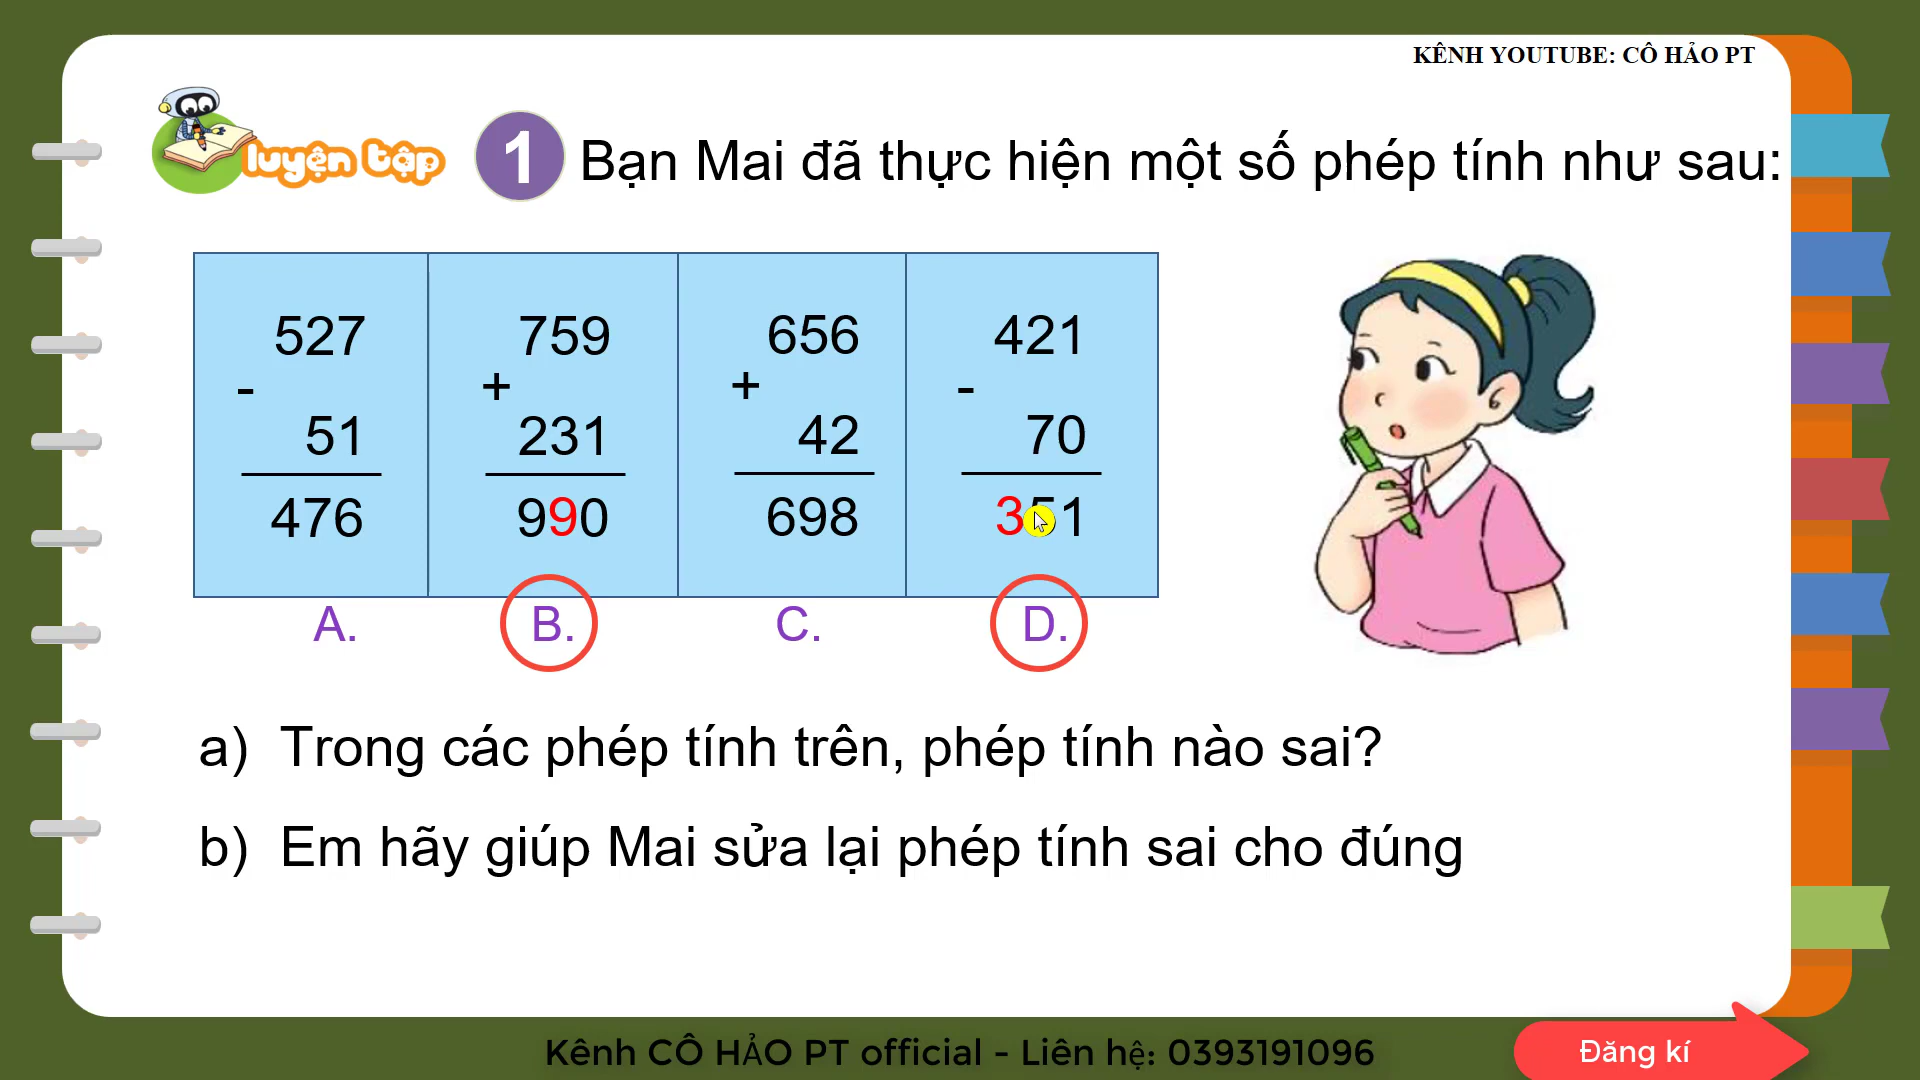 KÊNH YOUTUBE: CÔ HẢO PT
luyện tập
1 Bạn Mai đã thực hiện một số phép tính như sau:
527 759 656 421
- + + -
51 231 42 70
476 990 698 351
A. B. C. D.
a) Trong các phép tính trên, phép tính nào sai?
b) Em hãy giúp Mai sửa lại phép tính sai cho đúng
Kênh CÔ HẢO PT official - Liên hệ: 0393191096
Đăng kí